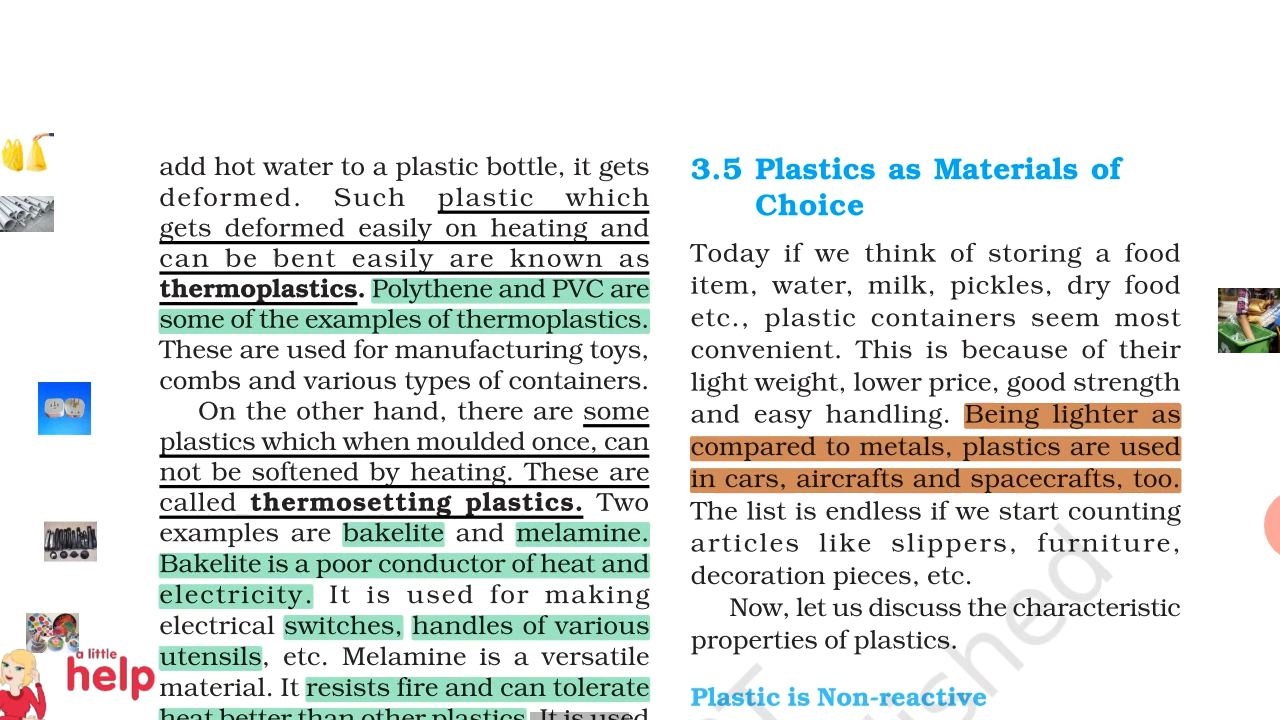 add hot water to a plastic bottle, it gets
deformed. Such plastic which
gets deformed easily on heating and
can be bent easily are known as
thermoplastics. Polythene and PVC are
some of the examples of thermoplastics.
These are used for manufacturing toys,
combs and various types of containers.
On the other hand, there are some
plastics which when moulded once, can
not be softened by heating. These are
called thermosetting plastics. Two
examples are bakelite and melamine.
Bakelite is a poor conductor of heat and
electricity. It is used for making
electrical switches, handles of various
utensils, etc. Melamine is a versatile
material. It resists fire and can tolerate
heat better than other plastics. It is used
a little
help
3.5 Plastics as Materials of
Choice
Today if we think of storing a food
item, water, milk, pickles, dry food
etc., plastic containers seem most
convenient. This is because of their
light weight, lower price, good strength
and easy handling. Being lighter as
compared to metals, plastics are used
in cars, aircrafts and spacecrafts, too.
The list is endless if we start counting
articles like slippers, furniture,
decoration pieces, etc.
Now, let us discuss the characteristic
properties of plastics.
Plastic is Non-reactive